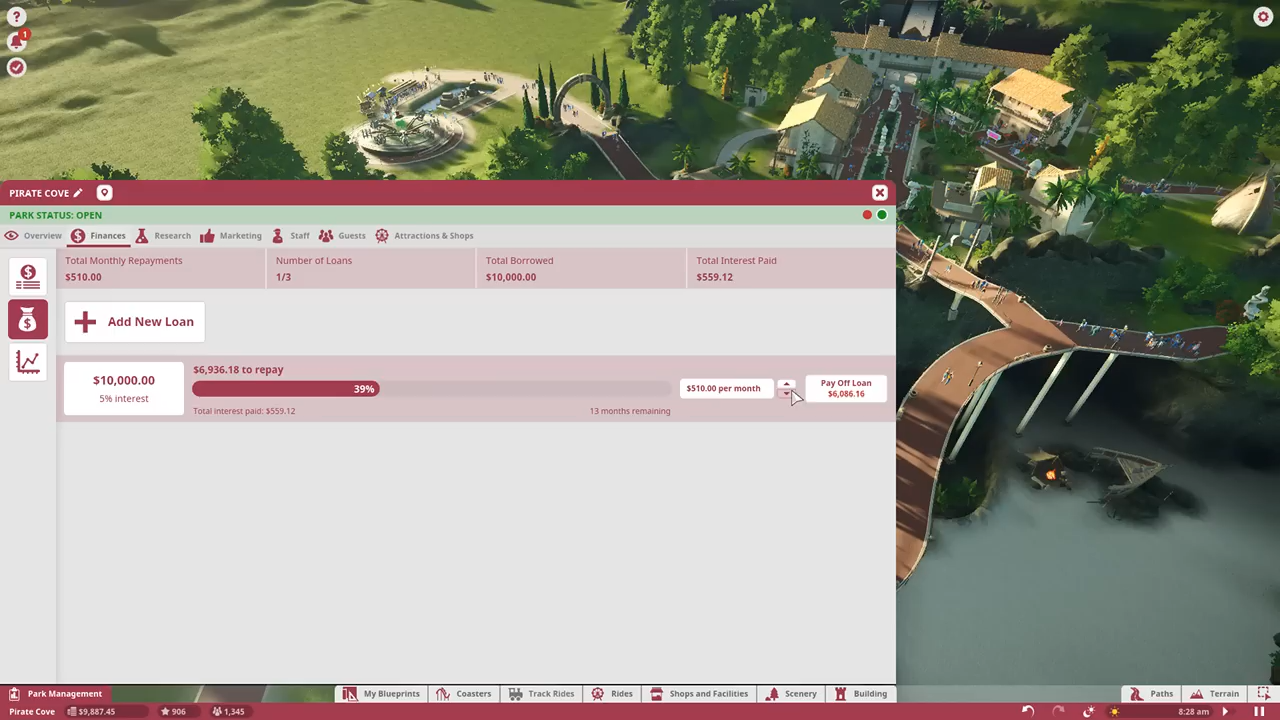 ?
1
PIRATE COVE
PARK STATUS: OPEN
Overview Finances Research Marketing Staff Guests Attractions & Shops
Total Monthly Repayments Number of Loans Total Borrowed Total Interest Paid
$510.00 1/3 $10,000.00 $559.12
Add New Loan
$10,000.00
5% interest
$6,936.18 to repay
39%
Total interest paid: $559.12 13 months remaining
$510.00 per month
Pay Off Loan
$6,086.16
Park Management My Blueprints Coasters Track Rides Rides Shops and Facilities Scenery Building Paths Terrain
Pirate Cove $9,887.45 906 1,345 8:28 am